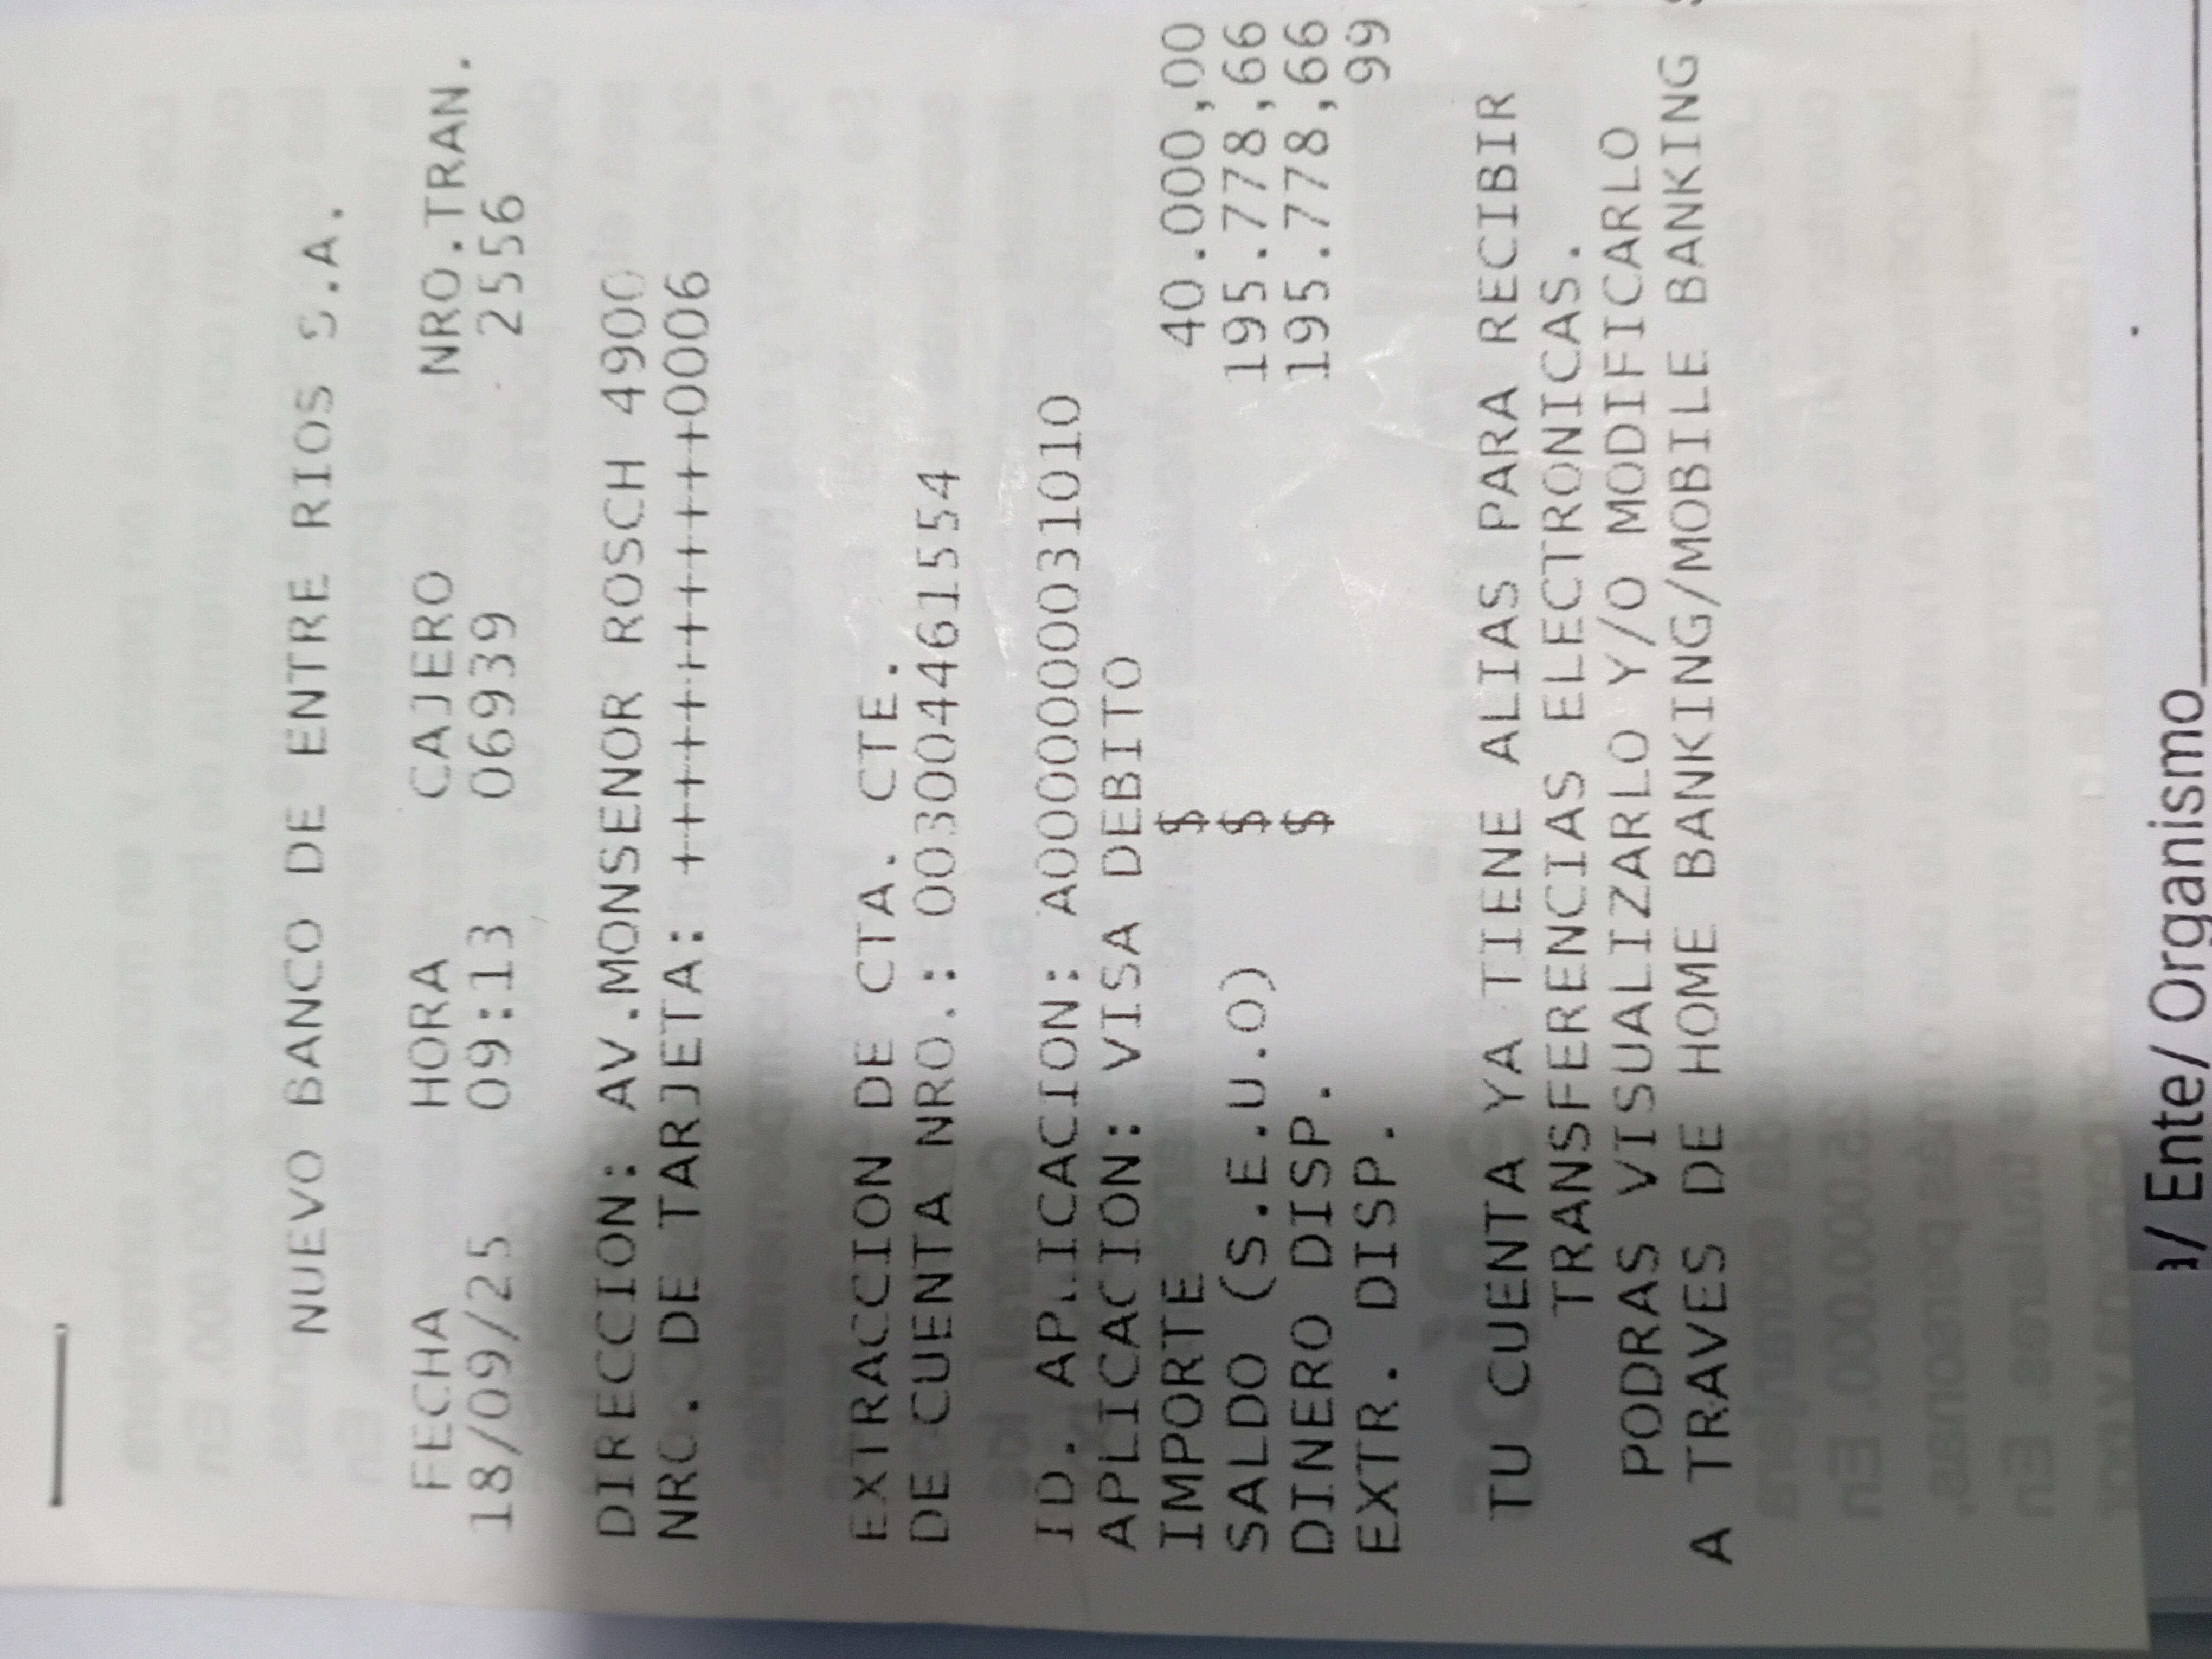 NUEVO BANCO DE ENTRE RIOS S.A.
FECHA HORA CAJERO NRO.TRAN.
18/09/25 09:13 06939 2556
DIRECCION: AV.MONSENOR ROSCH 4900
NRO. DE TARJETA: ++++++++++++0006
EXTRACCION DE CTA. CTE.
DE CUENTA NRO.: 003004461554
ID. APLICACION: A0000000031010
APLICACION: VISA DEBITO
IMPORTE $ 40.000,00
SALDO (S.E.U.O) $ 195.778,66
DINERO DISP. $ 195.778,66
EXTR. DISP. 99
TU CUENTA YA TIENE ALIAS PARA RECIBIR
TRANSFERENCIAS ELECTRONICAS.
PODRAS VISUALIZARLO Y/O MODIFICARLO
A TRAVES DE HOME BANKING/MOBILE BANKING
/ Ente/ Organismo